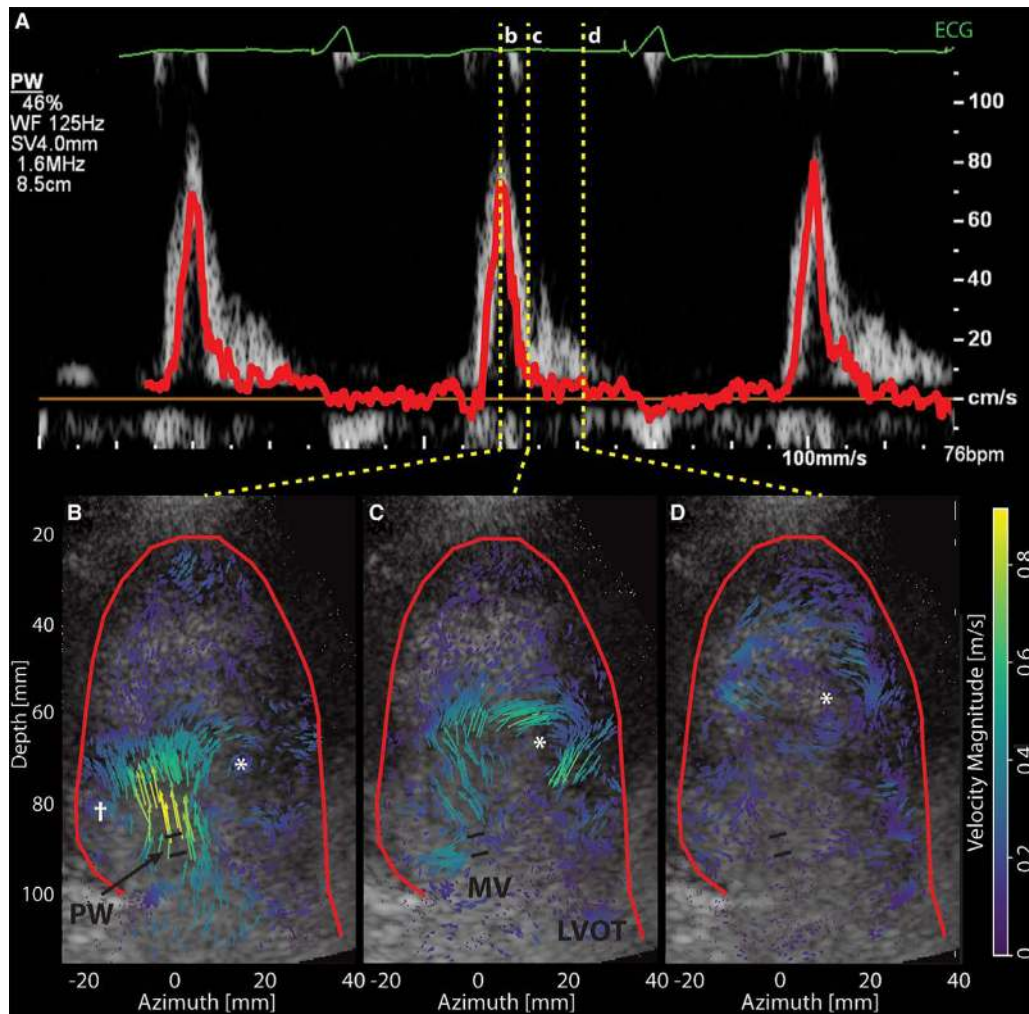 A
b
c
d
ECG
PW
46%
WF 125Hz
SV4.0mm
1.6MHz
8.5cm
100
80
60
40
20
cm/s
100mm/s
76bpm
B
C
D
20
40
60
80
100
Depth [mm]
*
†
PW
*
MV
LVOT
*
-20 0 20
Azimuth [mm]
-20 0 20
Azimuth [mm]
40 -20 0 20 40
Azimuth [mm]
0.8
0.6
0.4
0.2
0
Velocity Magnitude [m/s]